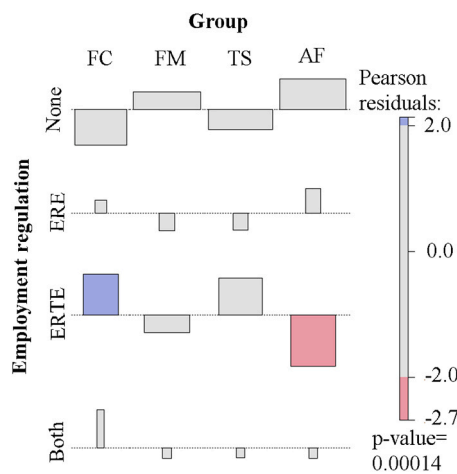 Group
FC FM TS AF
Employment regulation
None
ERE
ERTE
Both
Pearson
residuals:
2.0
0.0
-2.0
-2.7
p-value=
0.00014